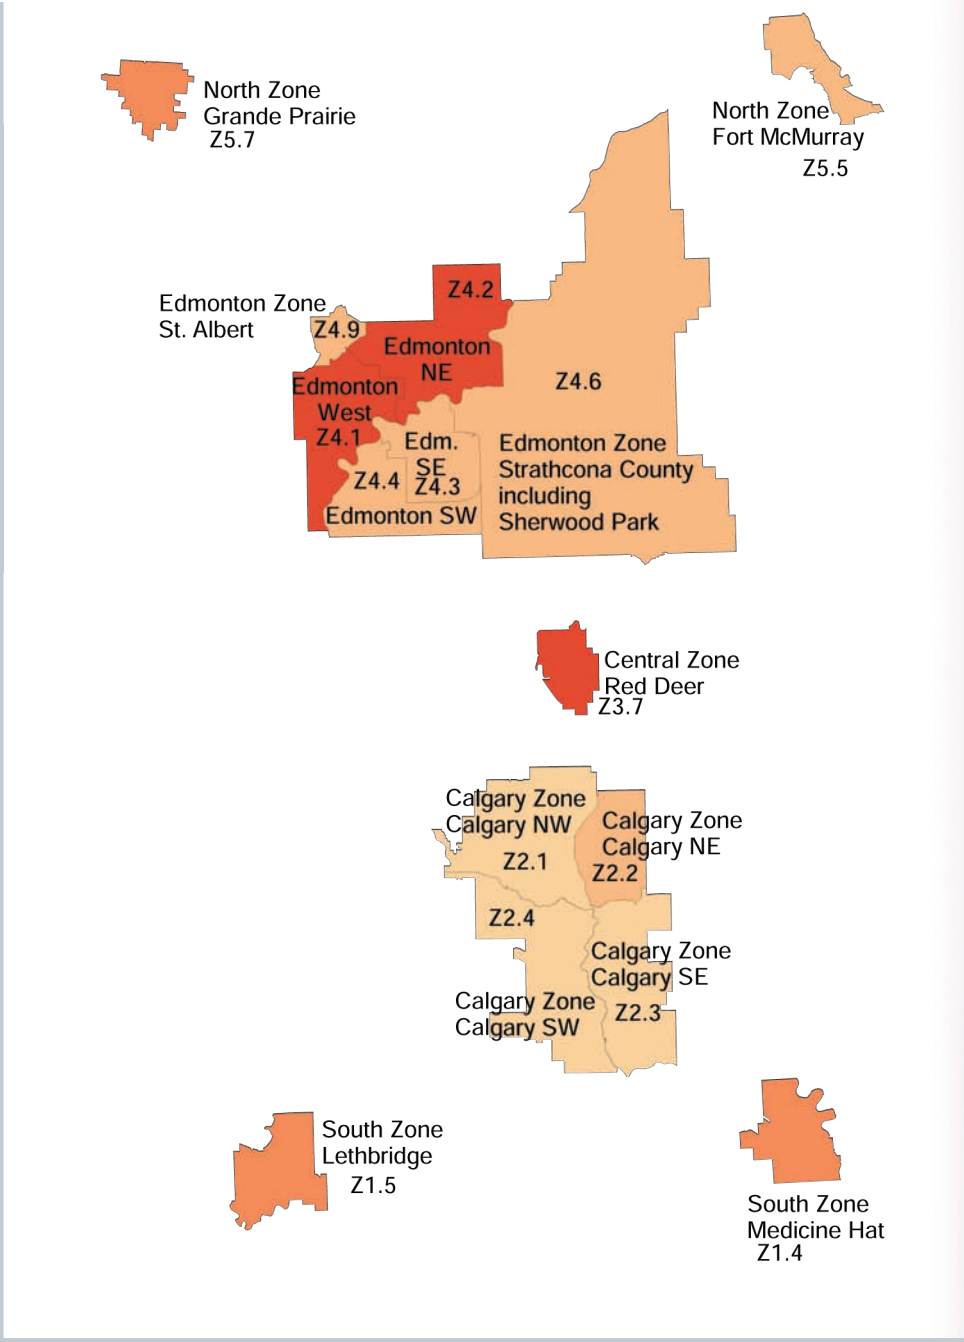 North Zone
Grande Prairie
Z5.7
North Zone
Fort McMurray
Z5.5
Z4.2
Edmonton Zone
St. Albert
Z4.9
Edmonton
NE
Z4.6
Edmonton
West
Z4.1
Edm.
SE
Z4.3
Z4.4
Edmonton SW
Edmonton Zone
Strathcona County
including
Sherwood Park
Central Zone
Red Deer
Z3.7
Calgary Zone
Calgary NW
Z2.1
Calgary Zone
Calgary NE
Z2.2
Z2.4
Calgary Zone
Calgary SE
Z2.3
Calgary Zone
Calgary SW
South Zone
Lethbridge
Z1.5
South Zone
Medicine Hat
Z1.4